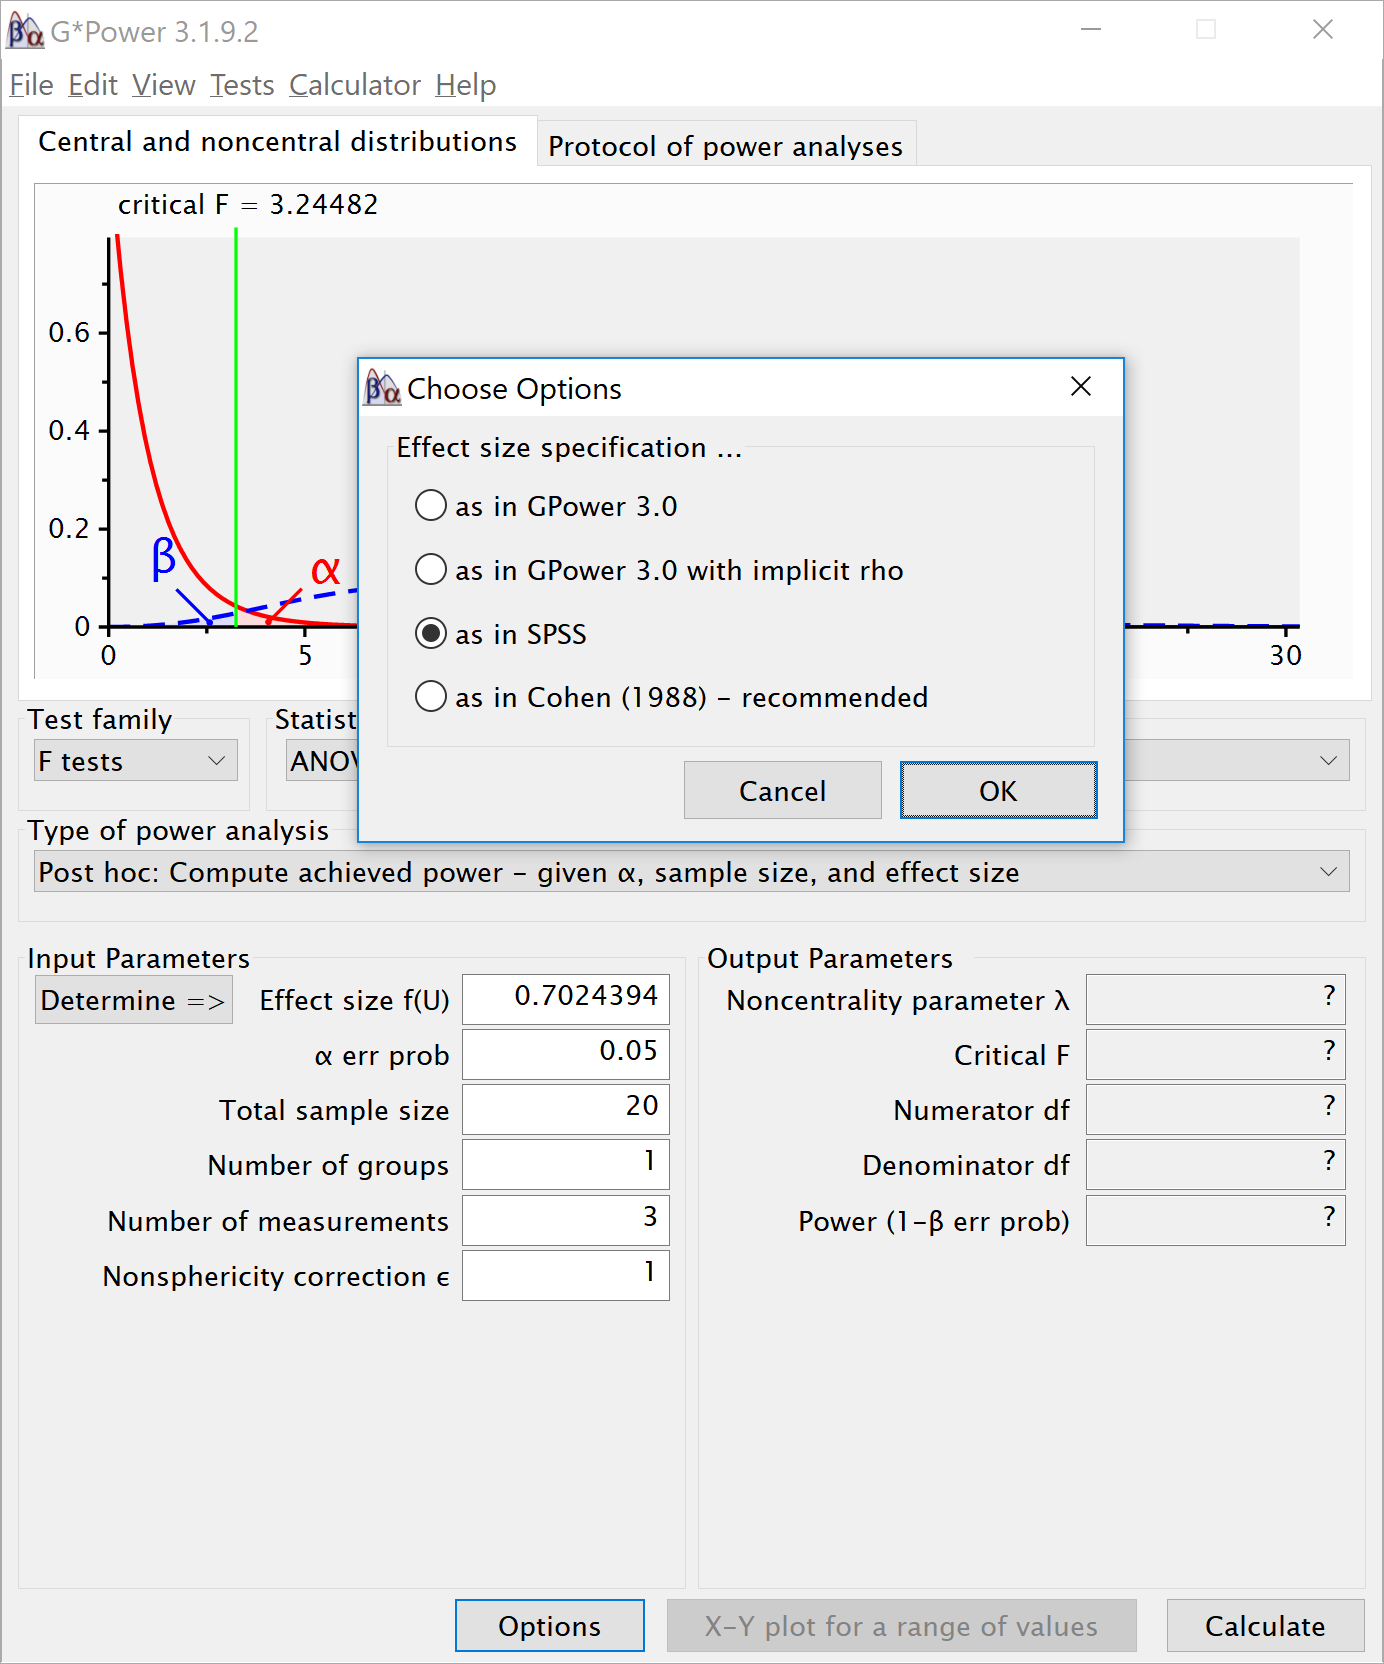 G*Power 3.1.9.2
File Edit View Tests Calculator Help
Central and noncentral distributions
Protocol of power analyses
critical F = 3.24482
0.6
0.4
0.2
0
β
α
0
5
30
βα Choose Options
Effect size specification ...
as in GPower 3.0
as in GPower 3.0 with implicit rho
as in SPSS
as in Cohen (1988) – recommended
Cancel
OK
Test family
Statist
F tests
ANOV
Type of power analysis
Post hoc: Compute achieved power – given α, sample size, and effect size
Input Parameters
Determine => Effect size f(U) 0.7024394
α err prob 0.05
Total sample size 20
Number of groups 1
Number of measurements 3
Nonsphericity correction ϵ 1
Output Parameters
Noncentrality parameter λ ?
Critical F ?
Numerator df ?
Denominator df ?
Power (1–β err prob) ?
Options
X–Y plot for a range of values
Calculate